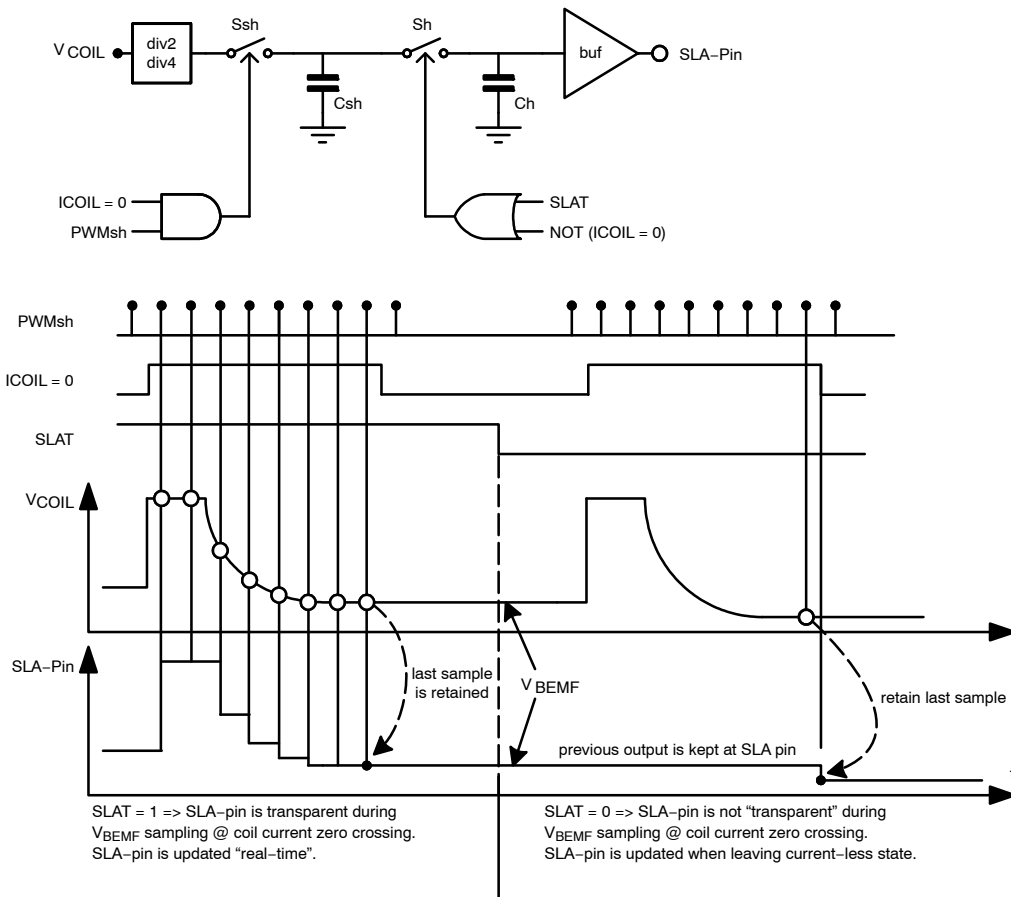 Ssh
Sh
V COIL
div2
div4
buf
SLA–Pin
Csh
Ch
ICOIL = 0
PWMsh
SLAT
NOT (ICOIL = 0)
PWMsh
ICOIL = 0
SLAT
VCOIL
SLA–Pin
last sample
is retained
V BEMF
retain last sample
previous output is kept at SLA pin
SLAT = 1 => SLA–pin is transparent during
VBEMF sampling @ coil current zero crossing.
SLA–pin is updated “real–time”.
SLAT = 0 => SLA–pin is not “transparent” during
VBEMF sampling @ coil current zero crossing.
SLA–pin is updated when leaving current–less state.